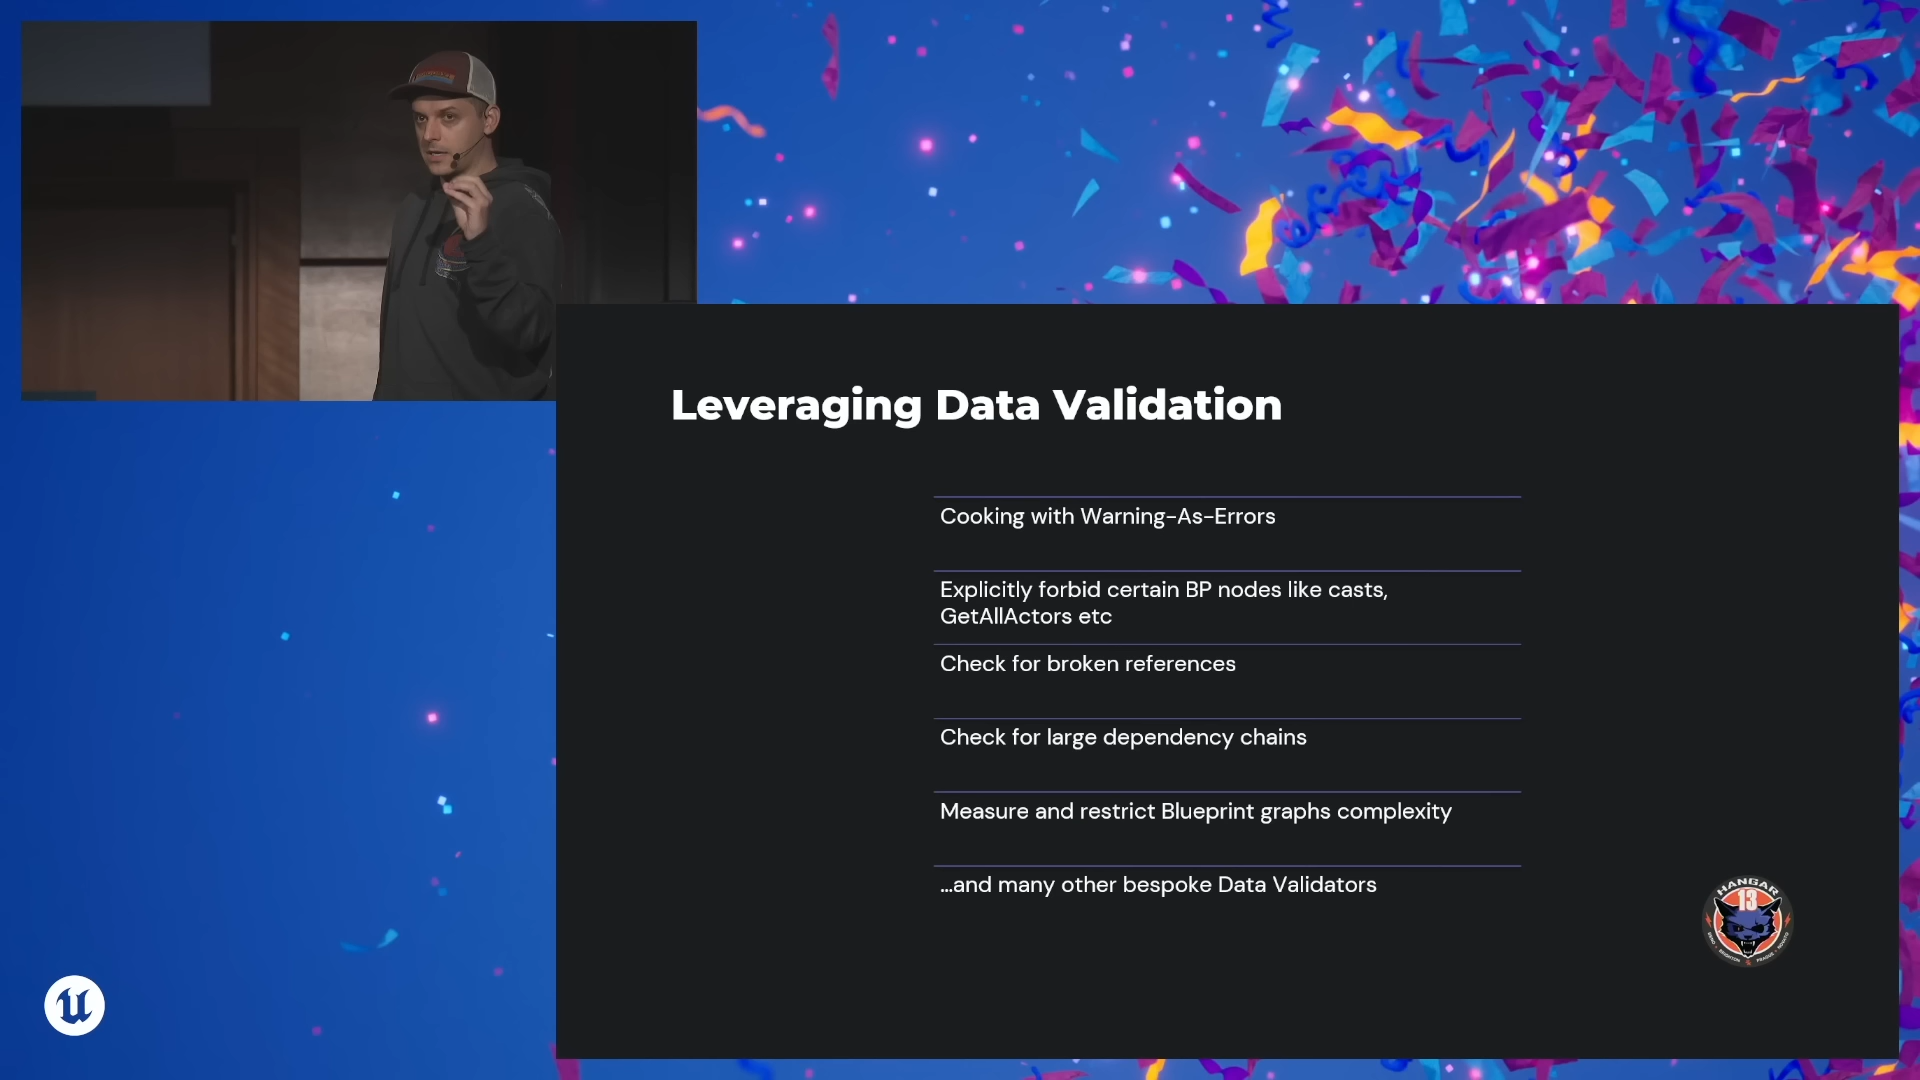 Leveraging Data Validation
Cooking with Warning-As-Errors
Explicitly forbid certain BP nodes like casts,
GetAllActors etc
Check for broken references
Check for large dependency chains
Measure and restrict Blueprint graphs complexity
...and many other bespoke Data Validators
HANGAR
13